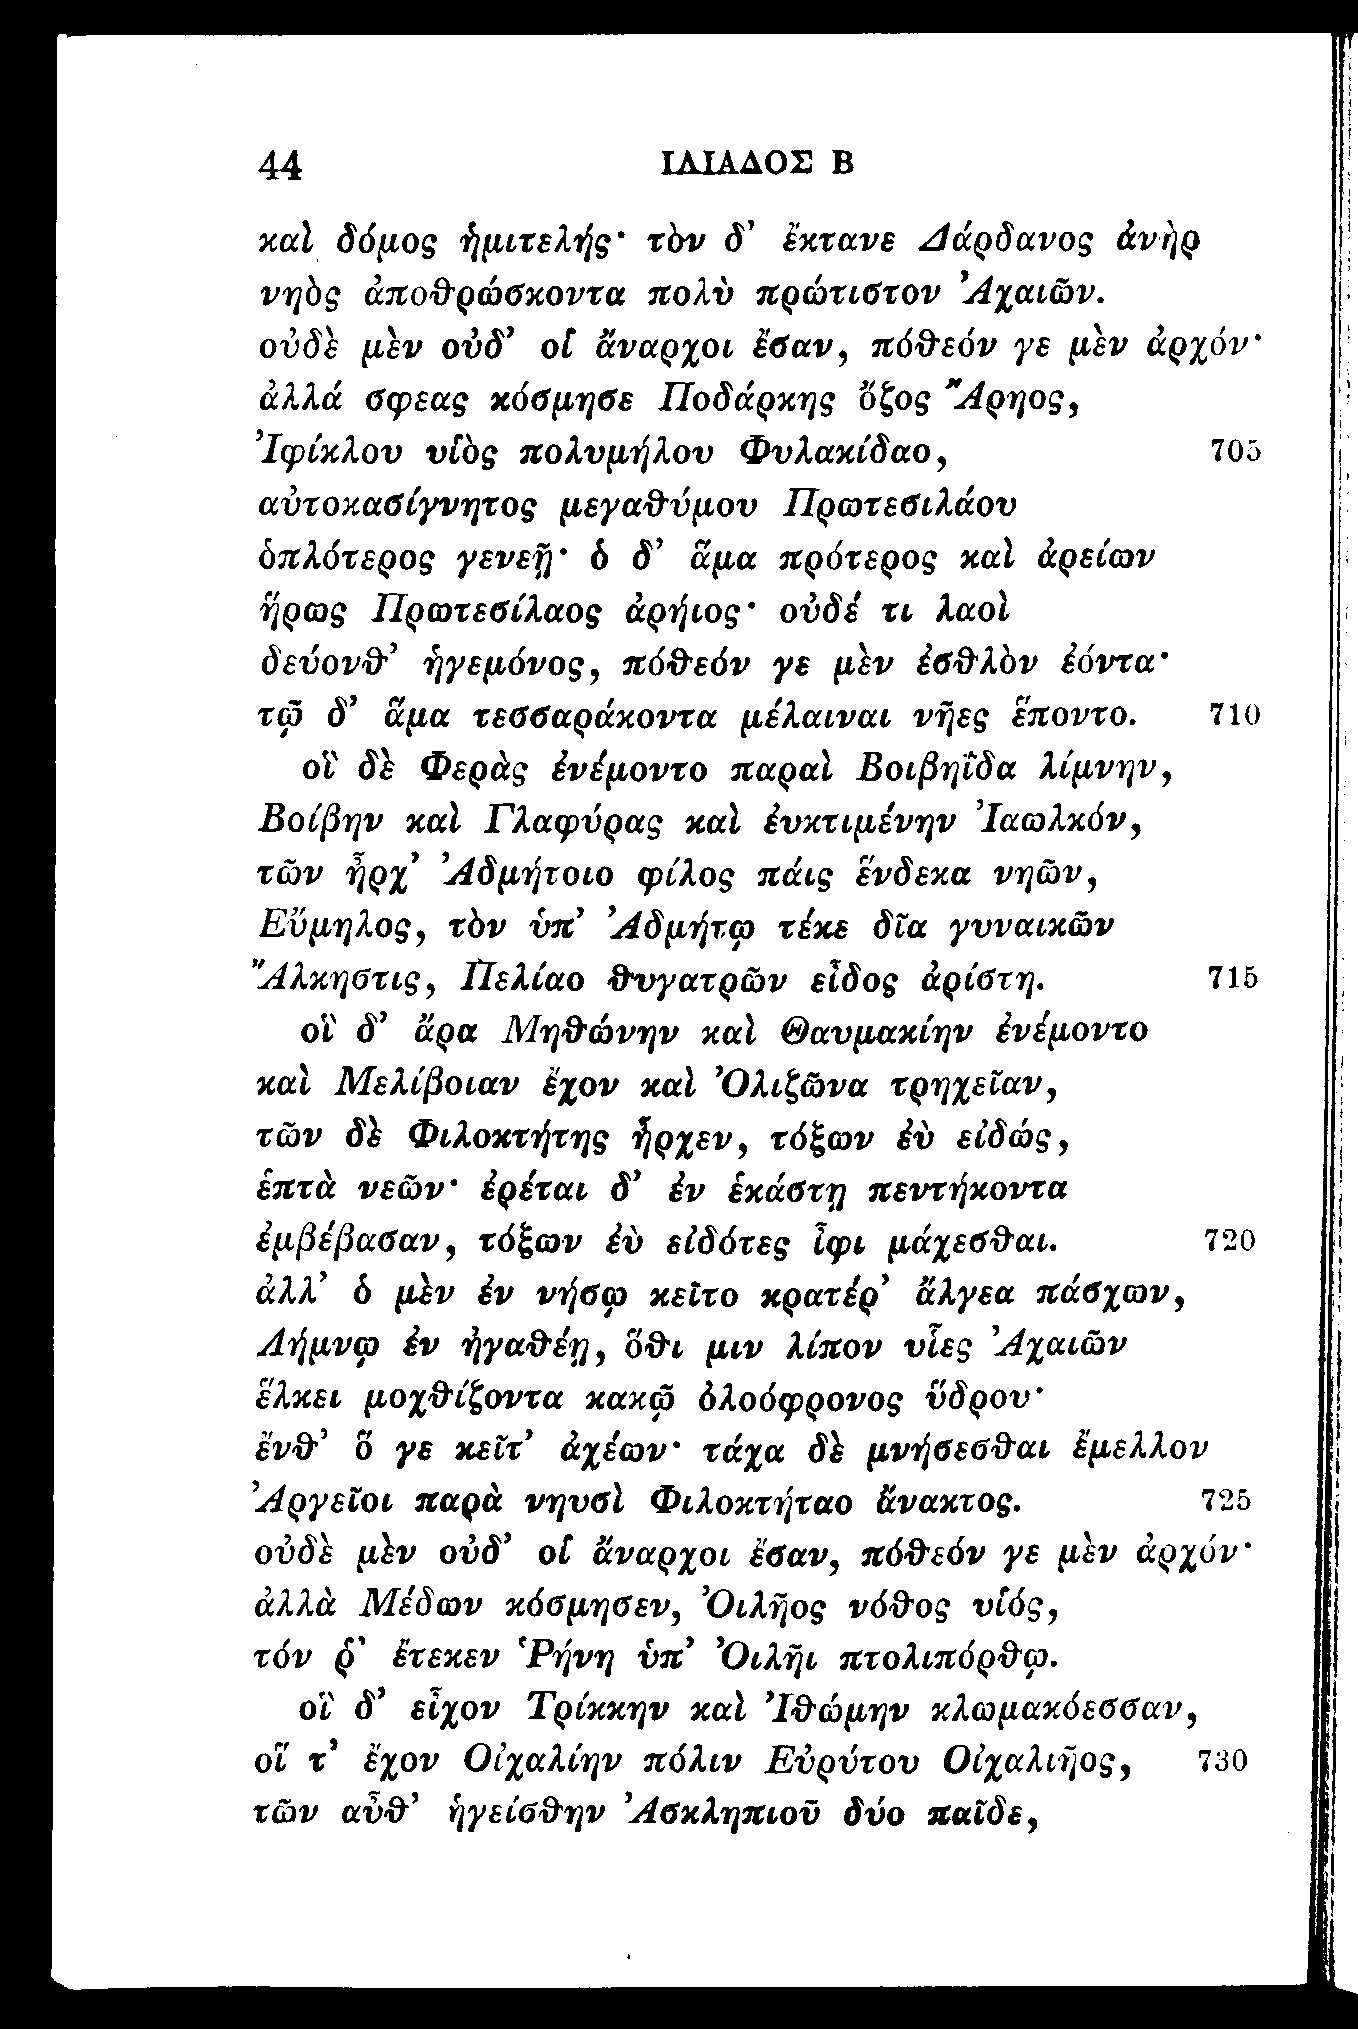 44 ΙΛΙΑΔΟΣ Β
καὶ δόμος ἡμιτελής· τὸν δ’ ἔκτανε Δάρδανος ἀνὴρ
νηὸς ἀποθρώσκοντα πολὺ πρώτιστον Ἀχαιῶν.
οὐδὲ μὲν οὐδ’ οἳ ἄναρχοι ἔσαν, πόθεόν γε μὲν ἀρχόν·
ἀλλά σφεας κόσμησε Ποδάρκης ὄζος Ἄρηος,
Ἰφίκλου υἱὸς πολυμήλου Φυλακίδαο, 705
αὐτοκασίγνητος μεγαθύμου Πρωτεσιλάου
ὁπλότερος γενεῇ· ὁ δ’ ἅμα πρότερος καὶ ἀρείων
ἥρως Πρωτεσίλαος ἀρήιος· οὐδέ τι λαοὶ
δεύονθ’ ἡγεμόνος, πόθεόν γε μὲν ἐσθλὸν ἐόντα·
τῷ δ’ ἅμα τεσσαράκοντα μέλαιναι νῆες ἕποντο. 710
οἳ δὲ Φερὰς ἐνέμοντο παραὶ Βοιβηΐδα λίμνην,
Βοίβην καὶ Γλαφύρας καὶ ἐυκτιμένην Ἰαωλκόν,
τῶν ἦρχ’ Ἀδμήτοιο φίλος πάις ἕνδεκα νηῶν,
Εὔμηλος, τὸν ὑπ’ Ἀδμήτῳ τέκε δῖα γυναικῶν
Ἄλκηστις, Πελίαο θυγατρῶν εἶδος ἀρίστη. 715
οἳ δ’ ἄρα Μηθώνην καὶ Θαυμακίην ἐνέμοντο
καὶ Μελίβοιαν ἔχον καὶ Ὀλιζῶνα τρηχεῖαν,
τῶν δὲ Φιλοκτήτης ἦρχεν, τόξων ἐὺ εἰδώς,
ἑπτὰ νεῶν· ἐρέται δ’ ἐν ἑκάστῃ πεντήκοντα
ἐμβέβασαν, τόξων ἐὺ εἰδότες ἶφι μάχεσθαι. 720
ἀλλ’ ὁ μὲν ἐν νήσῳ κεῖτο κρατέρ’ ἄλγεα πάσχων,
Λήμνῳ ἐν ἠγαθέῃ, ὅθι μιν λίπον υἷες Ἀχαιῶν
ἕλκει μοχθίζοντα κακῷ ὀλοόφρονος ὕδρου·
ἔνθ’ ὅ γε κεῖτ’ ἀχέων· τάχα δὲ μνήσεσθαι ἔμελλον
Ἀργεῖοι παρὰ νηυσὶ Φιλοκτήταο ἄνακτος. 725
οὐδὲ μὲν οὐδ’ οἳ ἄναρχοι ἔσαν, πόθεόν γε μὲν ἀρχόν·
ἀλλὰ Μέδων κόσμησεν, Ὀιλῆος νόθος υἱός,
τόν ῥ’ ἔτεκεν Ῥήνη ὑπ’ Ὀιλῆι πτολιπόρθῳ.
οἳ δ’ εἶχον Τρίκκην καὶ Ἰθώμην κλωμακόεσσαν,
οἵ τ’ ἔχον Οἰχαλίην πόλιν Εὐρύτου Οἰχαλιῆος, 730
τῶν αὖθ’ ἡγείσθην Ἀσκληπιοῦ δύο παῖδε,